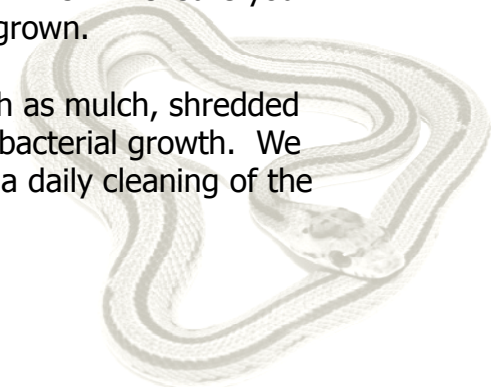 grown.
h as mulch, shredded
bacterial growth.  We
a daily cleaning of the